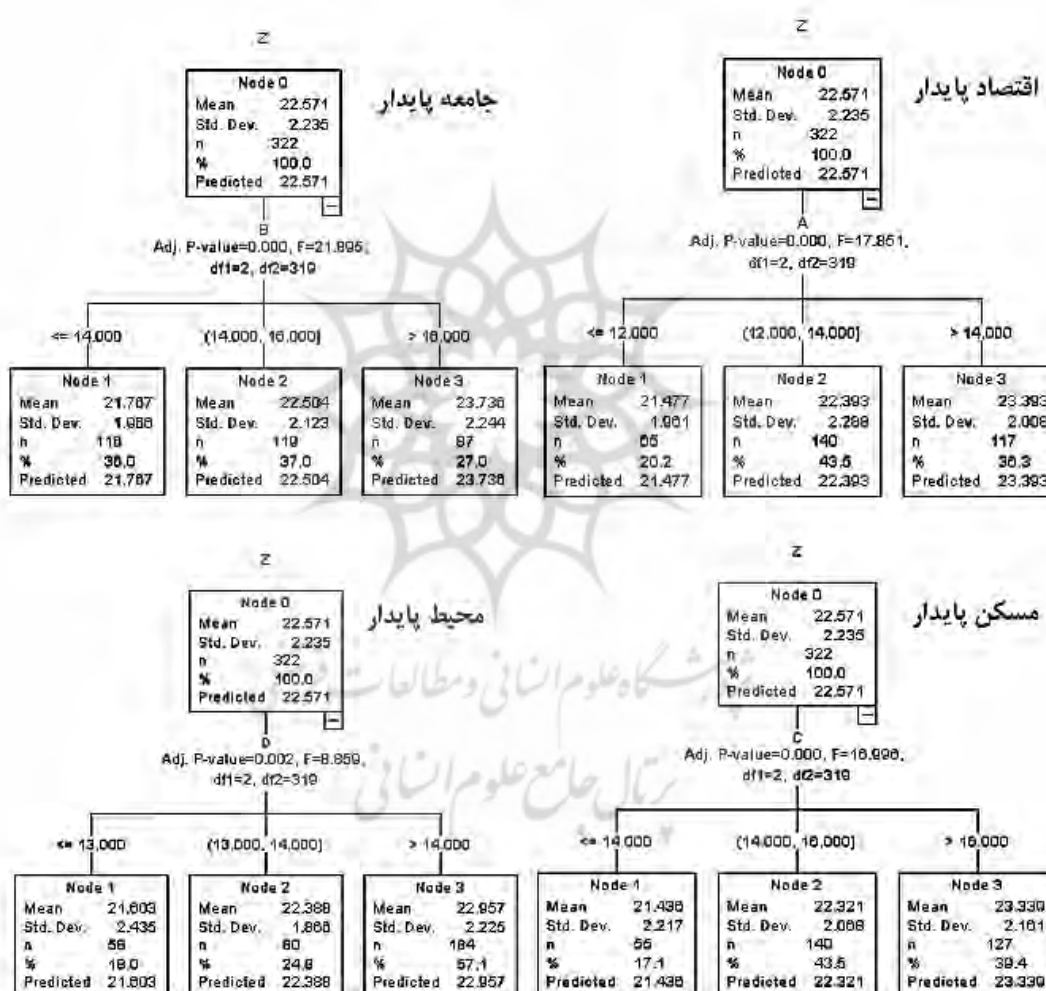 Z
Node 0
Mean 22.571
Std. Dev. 2.235
n 322
% 100.0
Predicted 22.571
جامعه پایدار
B
Adj. P-value=0.000, F=21.895,
df1=2, df2=319
<= 14.000
(14.000, 16.000]
> 16.000
Node 1
Mean 21.767
Std. Dev. 1.986
n 116
% 36.0
Predicted 21.767
Node 2
Mean 22.504
Std. Dev. 2.123
n 119
% 37.0
Predicted 22.504
Node 3
Mean 23.736
Std. Dev. 2.244
n 87
% 27.0
Predicted 23.736
Z
Node 0
Mean 22.571
Std. Dev. 2.235
n 322
% 100.0
Predicted 22.571
اقتصاد پایدار
A
Adj. P-value=0.000, F=17.851,
df1=2, df2=319
<= 12.000
(12.000, 14.000]
> 14.000
Node 1
Mean 21.477
Std. Dev. 1.961
n 65
% 20.2
Predicted 21.477
Node 2
Mean 22.393
Std. Dev. 2.288
n 140
% 43.5
Predicted 22.393
Node 3
Mean 23.393
Std. Dev. 2.008
n 117
% 36.3
Predicted 23.393
Z
Node 0
Mean 22.571
Std. Dev. 2.235
n 322
% 100.0
Predicted 22.571
محیط پایدار
D
Adj. P-value=0.002, F=8.859,
df1=2, df2=319
<= 13.000
(13.000, 14.000]
> 14.000
Node 1
Mean 21.603
Std. Dev. 2.435
n 58
% 18.0
Predicted 21.603
Node 2
Mean 22.388
Std. Dev. 1.868
n 80
% 24.8
Predicted 22.388
Node 3
Mean 22.957
Std. Dev. 2.225
n 184
% 57.1
Predicted 22.957
Z
Node 0
Mean 22.571
Std. Dev. 2.235
n 322
% 100.0
Predicted 22.571
مسکن پایدار
C
Adj. P-value=0.000, F=16.996,
df1=2, df2=319
<= 14.000
(14.000, 16.000]
> 16.000
Node 1
Mean 21.436
Std. Dev. 2.217
n 55
% 17.1
Predicted 21.436
Node 2
Mean 22.321
Std. Dev. 2.068
n 140
% 43.5
Predicted 22.321
Node 3
Mean 23.339
Std. Dev. 2.161
n 127
% 39.4
Predicted 23.339
علوم انسانی و مطالعات
پرتال جامع علوم انسانی